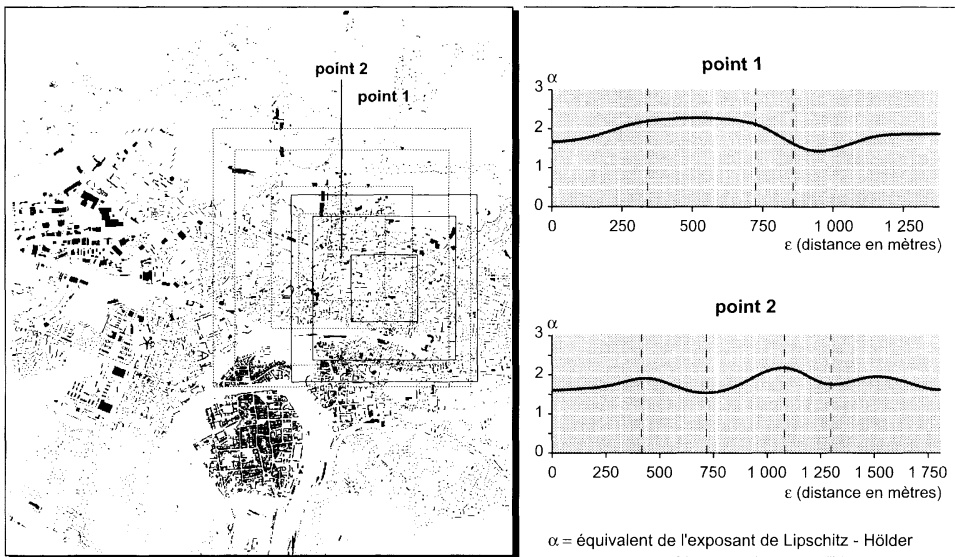 point 2
point 1
point 1
α
3
2
1
0
0 250 500 750 1 000 1 250
ε (distance en mètres)
point 2
α
3
2
1
0
0 250 500 750 1 000 1 250 1 500 1 750
ε (distance en mètres)
α = équivalent de l'exposant de Lipschitz - Hölder